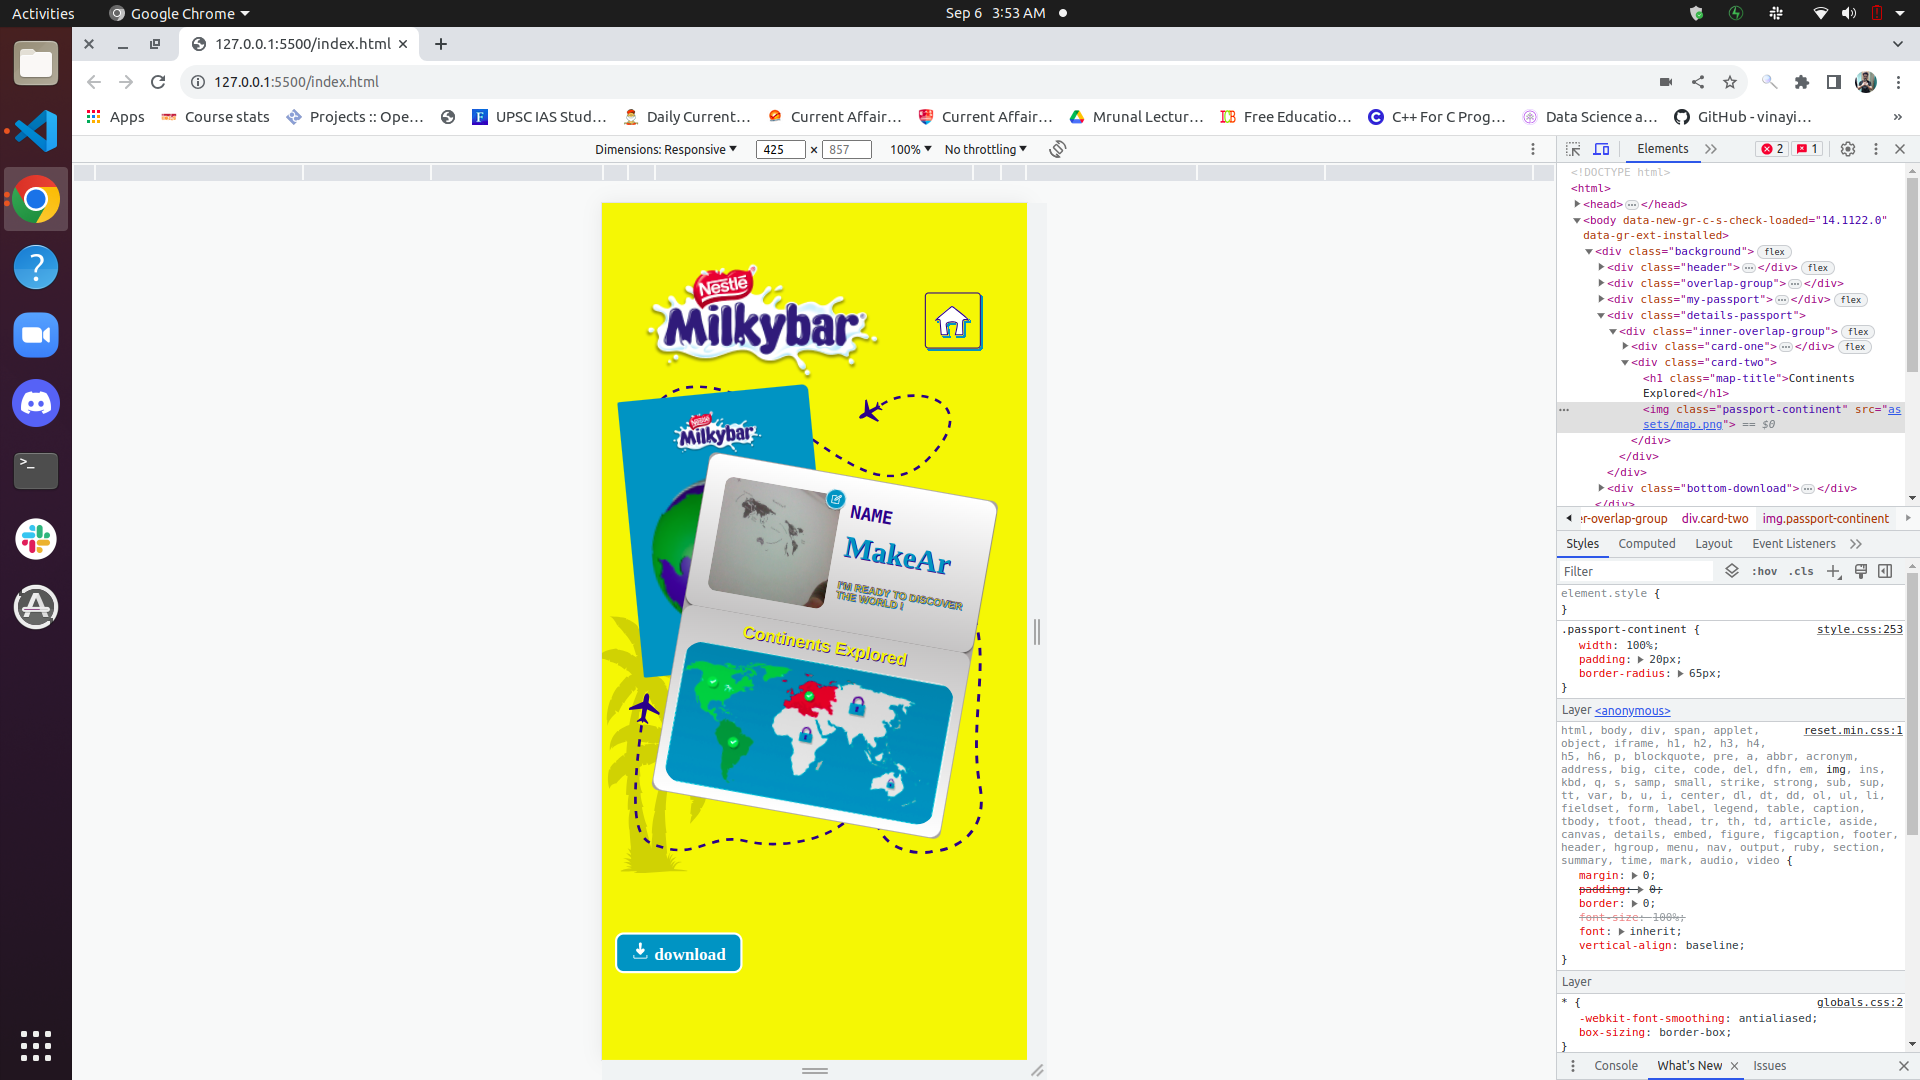 Activities
Google Chrome
Sep 6 3:53 AM
127.0.0.1:5500/index.html
127.0.0.1:5500/index.html
Apps
Course stats
Projects :: Ope…
UPSC IAS Stud…
Daily Current…
Current Affair…
Current Affair…
Mrunal Lectur…
Free Educatio…
C++ For C Prog…
Data Science a…
GitHub - vinayi…
»
Dimensions: Responsive
425 × 857
100%
No throttling
Nestlé
Milkybar
Nestlé
Milkybar
NAME
MakeAr
I'M READY TO DISCOVER
THE WORLD !
Continents Explored
download
Elements
2
1
<!DOCTYPE html>
<html>
<head> … </head>
<body data-new-gr-c-s-check-loaded="14.1122.0"
data-gr-ext-installed>
<div class="background"> flex
<div class="header"> … </div> flex
<div class="overlap-group"> … </div>
<div class="my-passport"> … </div> flex
<div class="details-passport">
<div class="inner-overlap-group"> flex
<div class="card-one"> … </div> flex
<div class="card-two">
<h1 class="map-title">Continents
Explored</h1>
<img class="passport-continent" src="as
sets/map.png"> == $0
</div>
</div>
</div>
<div class="bottom-download"> … </div>
</div>
er-overlap-group
div.card-two
img.passport-continent
Styles
Computed
Layout
Event Listeners
Filter
:hov
.cls
element.style {
}
.passport-continent {
style.css:253
width: 100%;
padding: 20px;
border-radius: 65px;
}
Layer <anonymous>
html, body, div, span, applet,
reset.min.css:1
object, iframe, h1, h2, h3, h4,
h5, h6, p, blockquote, pre, a, abbr, acronym,
address, big, cite, code, del, dfn, em, img, ins,
kbd, q, s, samp, small, strike, strong, sub, sup,
tt, var, b, u, i, center, dl, dt, dd, ol, ul, li,
fieldset, form, label, legend, table, caption,
tbody, tfoot, thead, tr, th, td, article, aside,
canvas, details, embed, figure, figcaption, footer,
header, hgroup, menu, nav, output, ruby, section,
summary, time, mark, audio, video {
margin: 0;
padding: 0;
border: 0;
font-size: 100%;
font: inherit;
vertical-align: baseline;
}
Layer
* {
globals.css:2
-webkit-font-smoothing: antialiased;
box-sizing: border-box;
}
Console
What's New
Issues